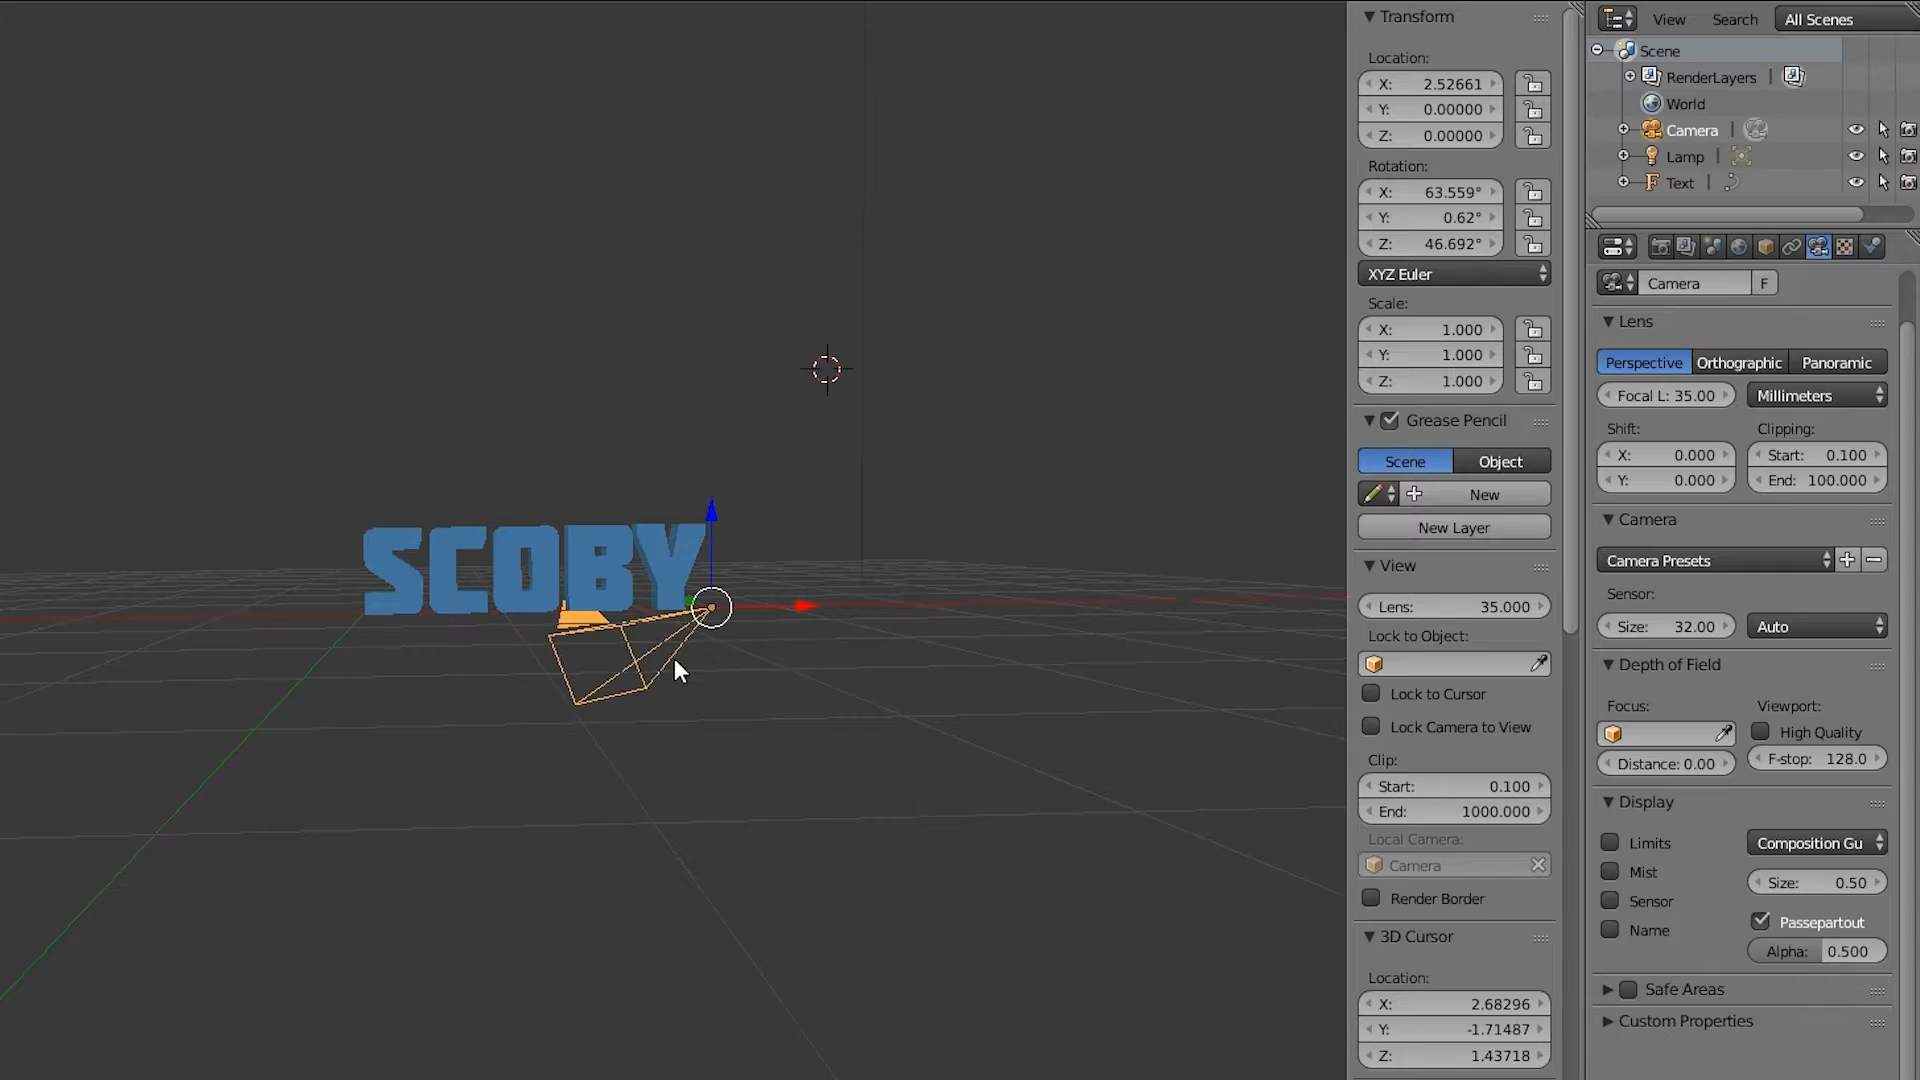 SCOBY
Transform
Location:
X: 2.52661
Y: 0.00000
Z: 0.00000
Rotation:
X: 63.559°
Y: 0.62°
Z: 46.692°
XYZ Euler
Scale:
X: 1.000
Y: 1.000
Z: 1.000
Grease Pencil
Scene Object
New
New Layer
View
Lens: 35.000
Lock to Object:
Lock to Cursor
Lock Camera to View
Clip:
Start: 0.100
End: 1000.000
Local Camera:
Camera
Render Border
3D Cursor
Location:
X: 2.68296
Y: -1.71487
Z: 1.43718
View Search All Scenes
Scene
RenderLayers
World
Camera
Lamp
Text
Camera F
Lens
Perspective Orthographic Panoramic
Focal L: 35.00 Millimeters
Shift: Clipping:
X: 0.000 Start: 0.100
Y: 0.000 End: 100.000
Camera
Camera Presets
Sensor:
Size: 32.00 Auto
Depth of Field
Focus: Viewport:
High Quality
Distance: 0.00 F-stop: 128.0
Display
Limits Composition Gu
Mist
Size: 0.50
Sensor
Passepartout
Name
Alpha: 0.500
Safe Areas
Custom Properties